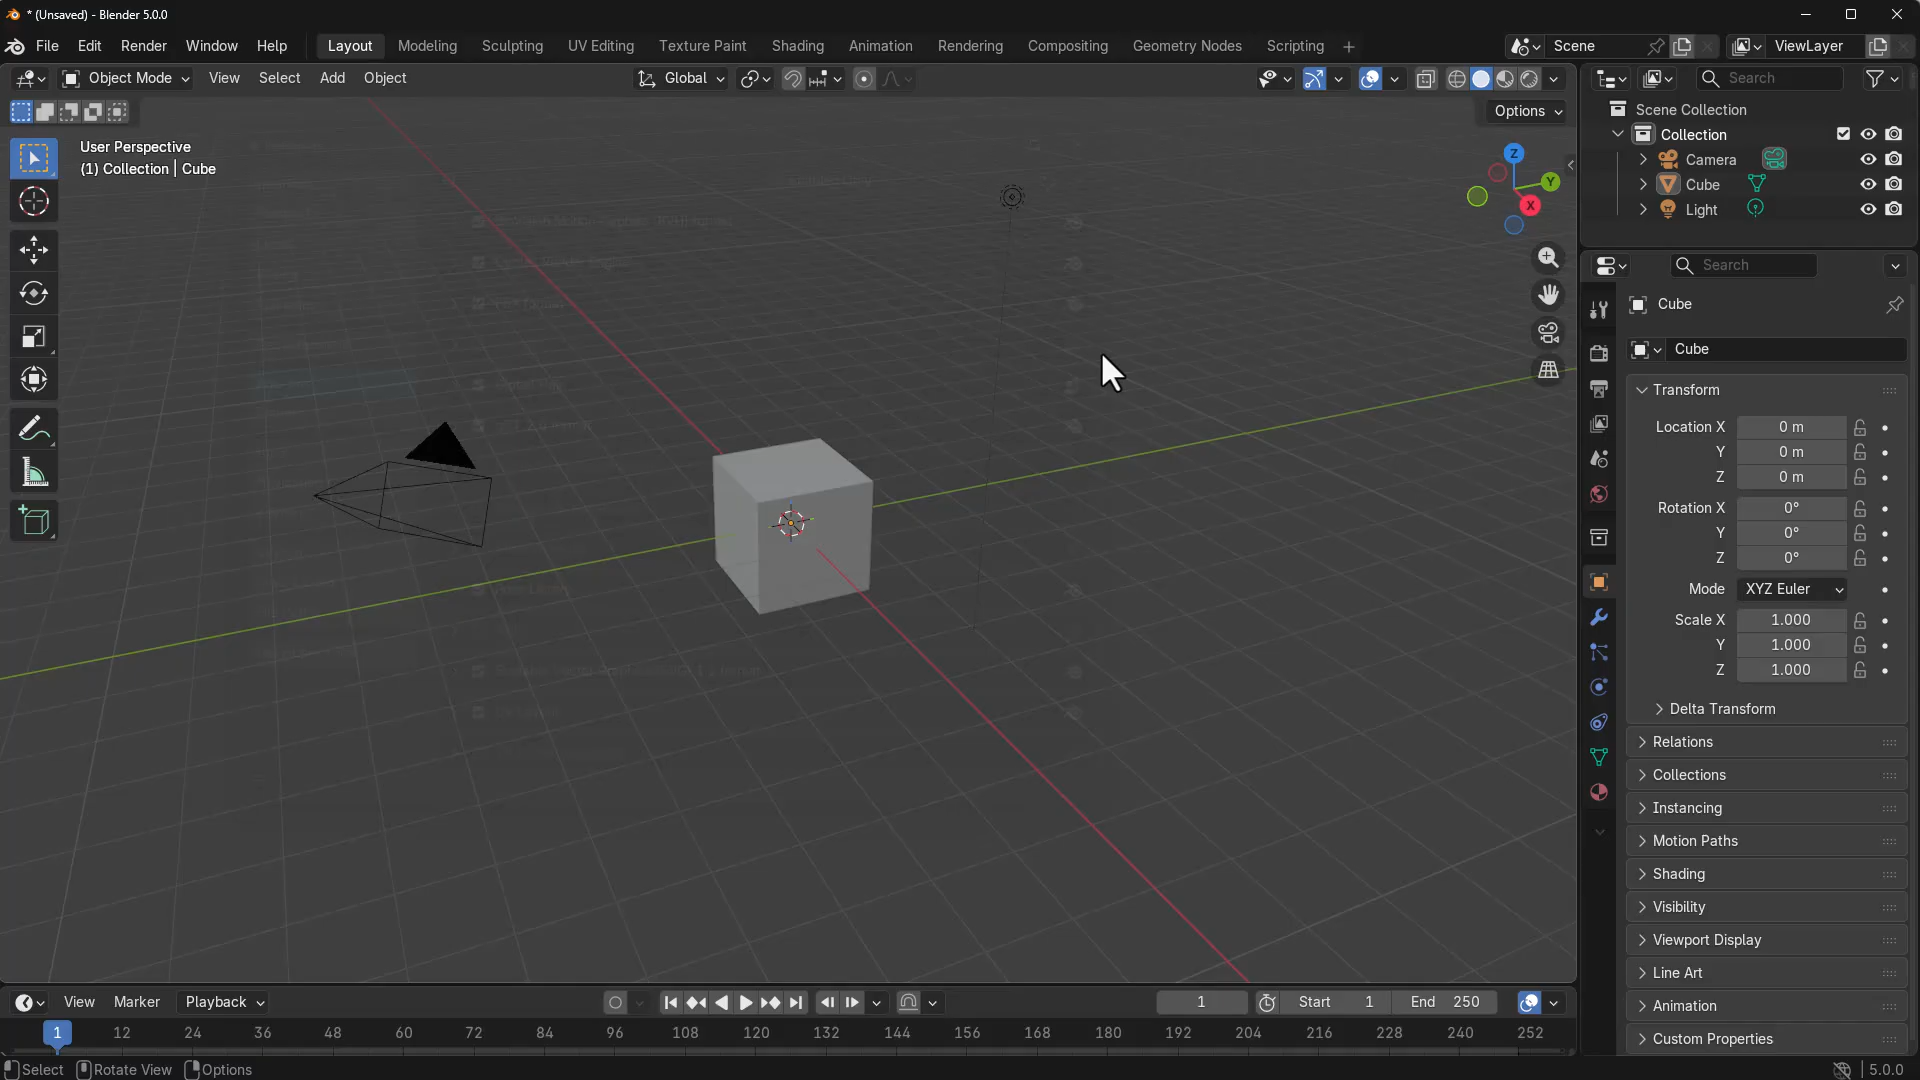 * (Unsaved) - Blender 5.0.0
File Edit Render Window Help Layout Modeling Sculpting UV Editing Texture Paint Shading Animation Rendering Compositing Geometry Nodes Scripting + Scene ViewLayer
Object Mode View Select Add Object Global Search
Options
User Perspective
(1) Collection | Cube
Z
Y
X
Scene Collection
Collection
Camera
Cube
Light
Search
Cube
Cube
Transform
Location X 0 m
Y 0 m
Z 0 m
Rotation X 0°
Y 0°
Z 0°
Mode XYZ Euler
Scale X 1.000
Y 1.000
Z 1.000
Delta Transform
Relations
Collections
Instancing
Motion Paths
Shading
Visibility
Viewport Display
Line Art
Animation
Custom Properties
View Marker Playback 1 Start 1 End 250
1 12 24 36 48 60 72 84 96 108 120 132 144 156 168 180 192 204 216 228 240 252
Select Rotate View Options 5.0.0